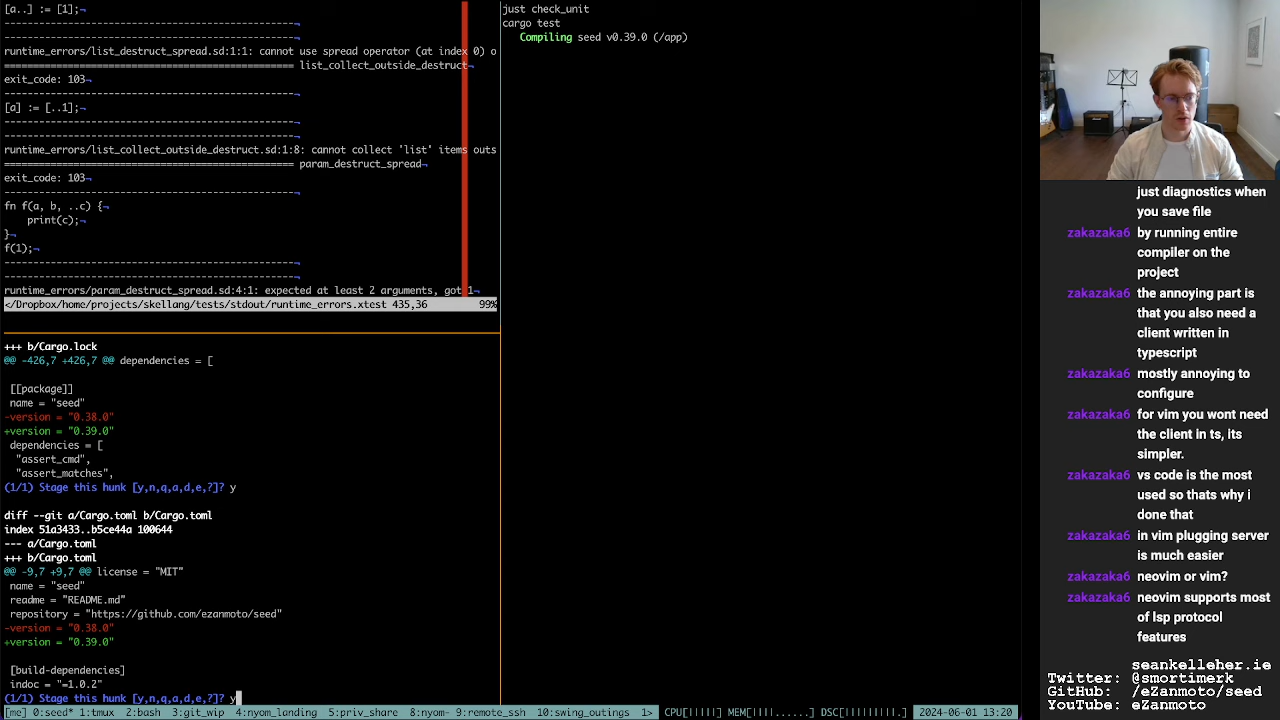 [a..] := [1];¬
-----------------------------------------------------¬
-----------------------------------------------------¬
runtime_errors/list_destruct_spread.sd:1:1: cannot use spread operator (at index 0) o
===================================================== list_collect_outside_destruct¬
exit_code: 103¬
-----------------------------------------------------¬
[a] := [..1];¬
-----------------------------------------------------¬
-----------------------------------------------------¬
runtime_errors/list_collect_outside_destruct.sd:1:8: cannot collect 'list' items outs
===================================================== param_destruct_spread¬
exit_code: 103¬
-----------------------------------------------------¬
fn f(a, b, ..c) {¬
    print(c);¬
}¬
f(1);¬
-----------------------------------------------------¬
-----------------------------------------------------¬
runtime_errors/param_destruct_spread.sd:4:1: expected at least 2 arguments, got 1¬
</Dropbox/home/projects/skellang/tests/stdout/runtime_errors.xtest 435,36 99%
+++ b/Cargo.lock
@@ -426,7 +426,7 @@ dependencies = [
[[package]]
name = "seed"
-version = "0.38.0"
+version = "0.39.0"
dependencies = [
"assert_cmd",
"assert_matches",
(1/1) Stage this hunk [y,n,q,a,d,e,?]? y
diff --git a/Cargo.toml b/Cargo.toml
index 51a3433..b5ce44a 100644
--- a/Cargo.toml
+++ b/Cargo.toml
@@ -9,7 +9,7 @@ license = "MIT"
name = "seed"
readme = "README.md"
repository = "https://github.com/ezanmoto/seed"
-version = "0.38.0"
+version = "0.39.0"
[build-dependencies]
indoc = "=1.0.2"
(1/1) Stage this hunk [y,n,q,a,d,e,?]? y
just check_unit
cargo test
Compiling seed v0.39.0 (/app)
just diagnostics when
you save file
zakazaka6 by running entire
compiler on the
project
zakazaka6 the annoying part is
that you also need a
client written in
typescript
zakazaka6 mostly annoying to
configure
zakazaka6 for vim you wont need
the client in ts, its
simpler.
zakazaka6 vs code is the most
used so thats why i
done that
zakazaka6 in vim plugging server
is much easier
zakazaka6 neovim or vim?
zakazaka6 neovim supports most
of lsp protocol
features
Twitter: @smortimerk
YouTube: seankelleher.ie
/ezanmoto/seed
[me] 0:seed* 1:tmux 2:bash 3:git_wip 4:nyom_landing 5:priv_share 8:nyom- 9:remote_ssh 10:swing_outings 1> CPU[|||||] MEM[||||......] DSC[|||||||||.] 2024-06-01 13:20